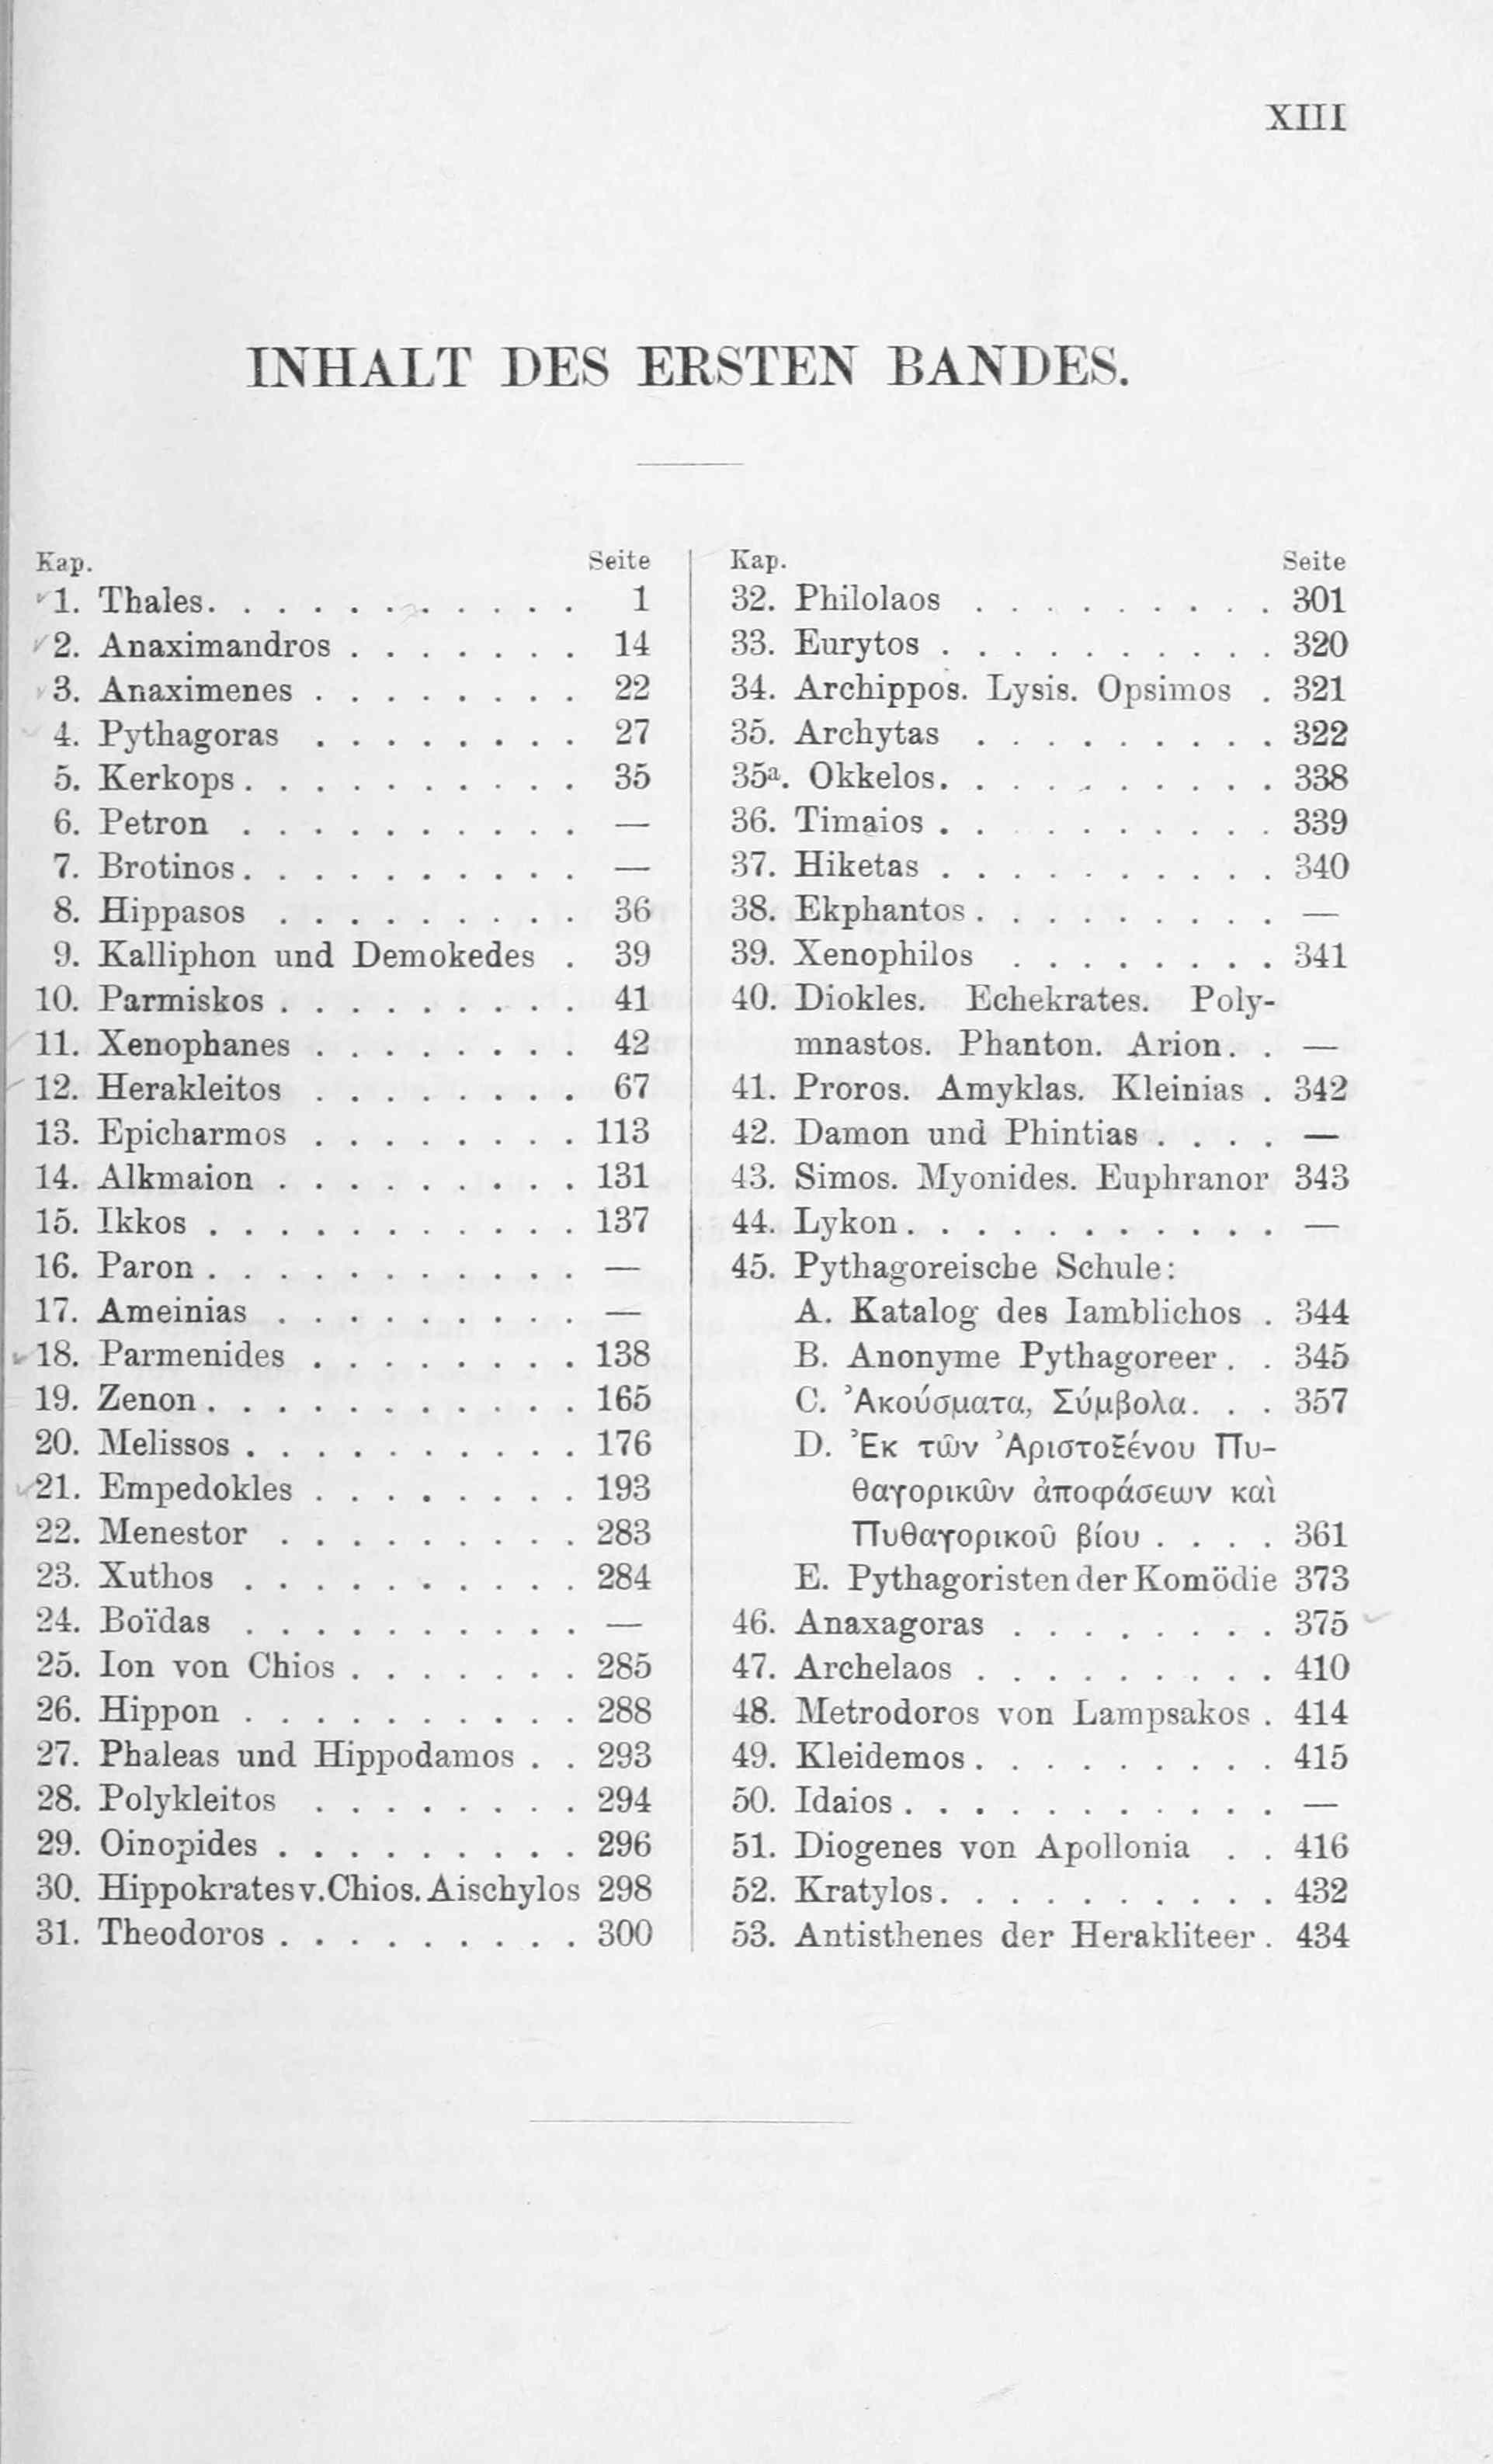 XIII
INHALT DES ERSTEN BANDES.
Kap. Seite
1. Thales. . . . . . . . . . . 1
2. Anaximandros . . . . . . . 14
3. Anaximenes . . . . . . . . 22
4. Pythagoras . . . . . . . . 27
5. Kerkops. . . . . . . . . . 35
6. Petron . . . . . . . . . . —
7. Brotinos. . . . . . . . . . —
8. Hippasos . . . . . . . . . 36
9. Kalliphon und Demokedes . 39
10. Parmiskos . . . . . . . . . 41
11. Xenophanes . . . . . . . . 42
12. Herakleitos . . . . . . . . 67
13. Epicharmos . . . . . . . . 113
14. Alkmaion . . . . . . . . . 131
15. Ikkos . . . . . . . . . . . 137
16. Paron . . . . . . . . . . . —
17. Ameinias . . . . . . . . . —
18. Parmenides . . . . . . . . 138
19. Zenon. . . . . . . . . . . 165
20. Melissos . . . . . . . . . . 176
21. Empedokles . . . . . . . . 193
22. Menestor . . . . . . . . . 283
23. Xuthos . . . . . . . . . . 284
24. Boïdas . . . . . . . . . . —
25. Ion von Chios . . . . . . . 285
26. Hippon . . . . . . . . . . 288
27. Phaleas und Hippodamos . . 293
28. Polykleitos . . . . . . . . 294
29. Oinopides . . . . . . . . . 296
30. Hippokrates v. Chios. Aischylos 298
31. Theodoros . . . . . . . . . 300
Kap. Seite
32. Philolaos . . . . . . . . . 301
33. Eurytos . . . . . . . . . . 320
34. Archippos. Lysis. Opsimos . 321
35. Archytas . . . . . . . . . 322
35ᵃ. Okkelos. . . . . . . . . . 338
36. Timaios . . . . . . . . . . 339
37. Hiketas . . . . . . . . . . 340
38. Ekphantos . . . . . . . . . —
39. Xenophilos . . . . . . . . 341
40. Diokles. Echekrates. Poly-
mnastos. Phanton. Arion. . —
41. Proros. Amyklas. Kleinias . 342
42. Damon und Phintias . . . . —
43. Simos. Myonides. Euphranor 343
44. Lykon. . . . . . . . . . . —
45. Pythagoreische Schule:
A. Katalog des Iamblichos . 344
B. Anonyme Pythagoreer . . 345
C. Ἀκούσματα, Σύμβολα. . . 357
D. Ἐκ τῶν Ἀριστοξένου Πυ-
θαγορικῶν ἀποφάσεων καὶ
Πυθαγορικοῦ βίου . . . . 361
E. Pythagoristen der Komödie 373
46. Anaxagoras . . . . . . . . 375
47. Archelaos . . . . . . . . . 410
48. Metrodoros von Lampsakos . 414
49. Kleidemos . . . . . . . . . 415
50. Idaios . . . . . . . . . . . —
51. Diogenes von Apollonia . . 416
52. Kratylos. . . . . . . . . . 432
53. Antisthenes der Herakliteer . 434